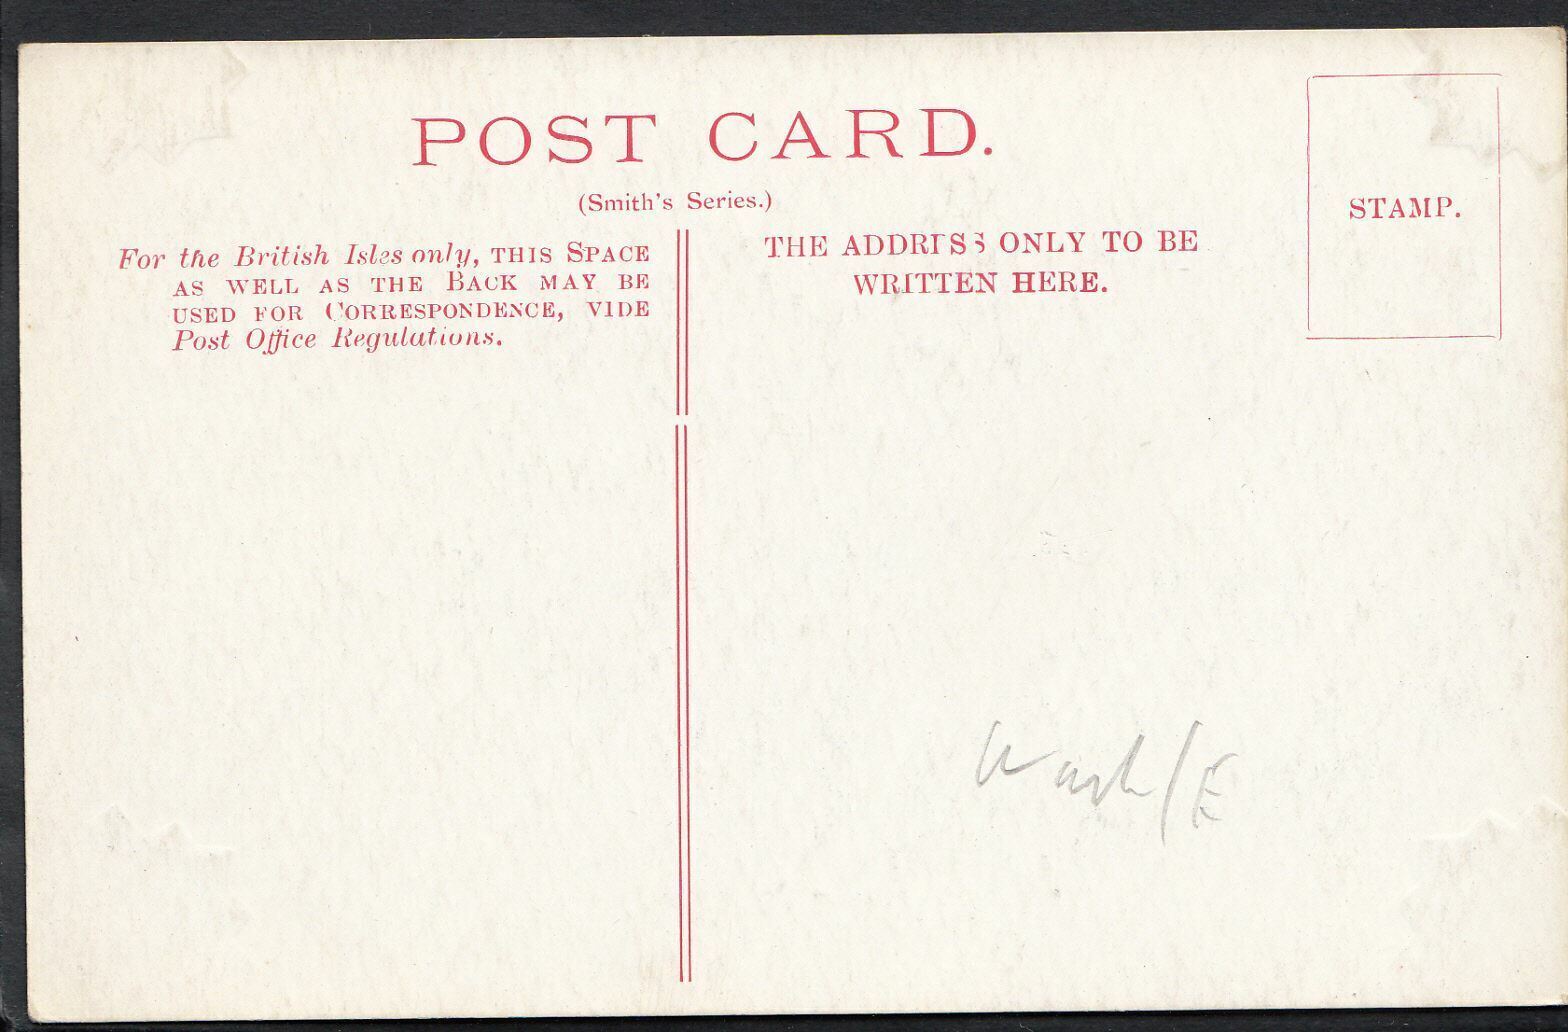 POST CARD.
(Smith's Series.)
For the British Isles only, THIS SPACE
AS WELL AS THE BACK MAY BE
USED FOR CORRESPONDENCE, VIDE
Post Office Regulations.
THE ADDRESS ONLY TO BE
WRITTEN HERE.
STAMP.